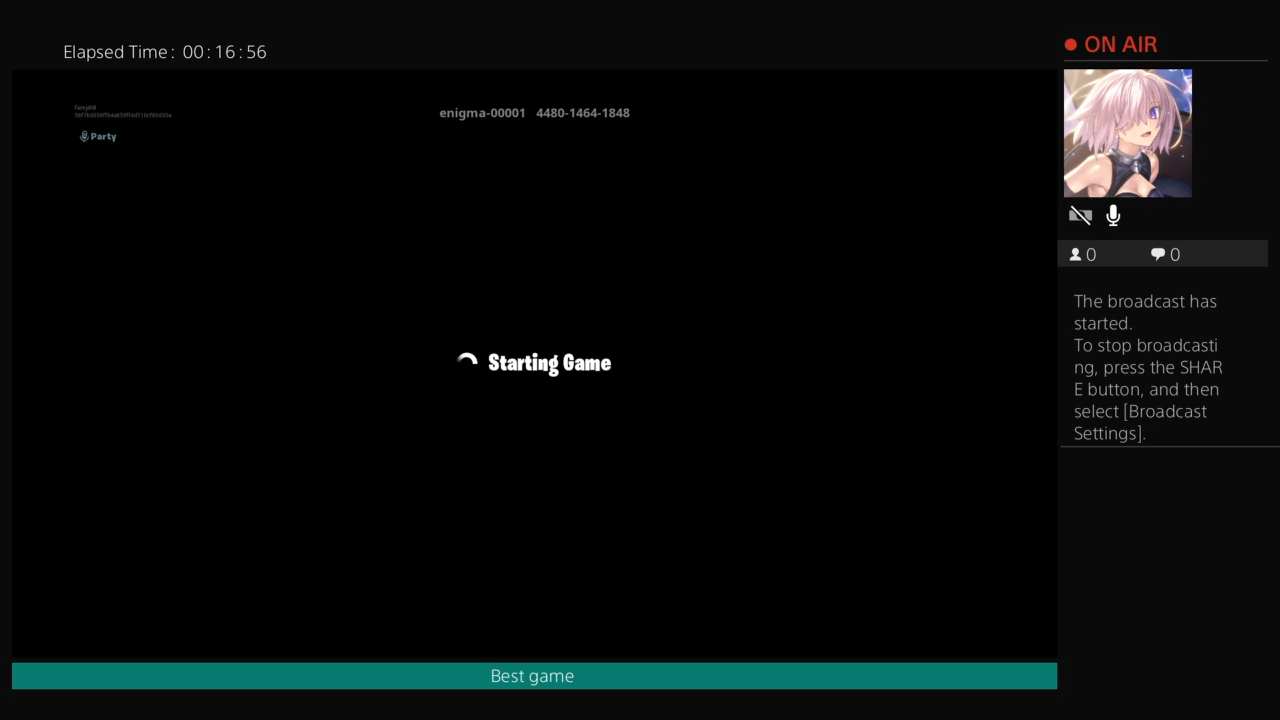 Elapsed Time: 00:16:56
ON AIR
enigma-00001 4480-1464-1848
Party
0 0
The broadcast has
started.
To stop broadcasti
ng, press the SHAR
E button, and then
select [Broadcast
Settings].
Starting Game
Best game